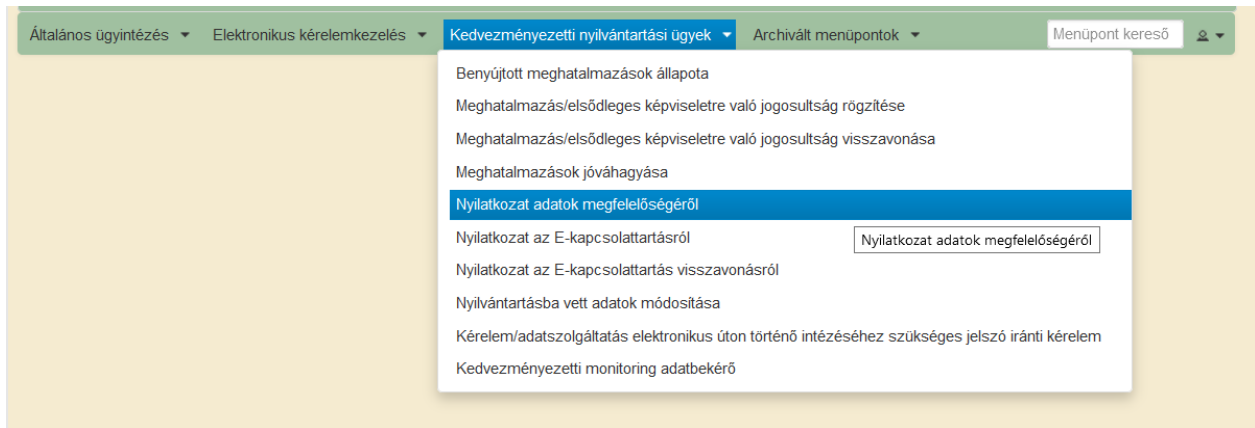 Általános ügyintézés Elektronikus kérelemkezelés Kedvezményezetti nyilvántartási ügyek Archivált menüpontok Menüpont kereső
Benyújtott meghatalmazások állapota
Meghatalmazás/elsődleges képviseletre való jogosultság rögzítése
Meghatalmazás/elsődleges képviseletre való jogosultság visszavonása
Meghatalmazások jóváhagyása
Nyilatkozat adatok megfelelőségéről
Nyilatkozat az E-kapcsolattartásról
Nyilatkozat adatok megfelelőségéről
Nyilatkozat az E-kapcsolattartás visszavonásról
Nyilvántartásba vett adatok módosítása
Kérelem/adatszolgáltatás elektronikus úton történő intézéséhez szükséges jelszó iránti kérelem
Kedvezményezetti monitoring adatbekérő